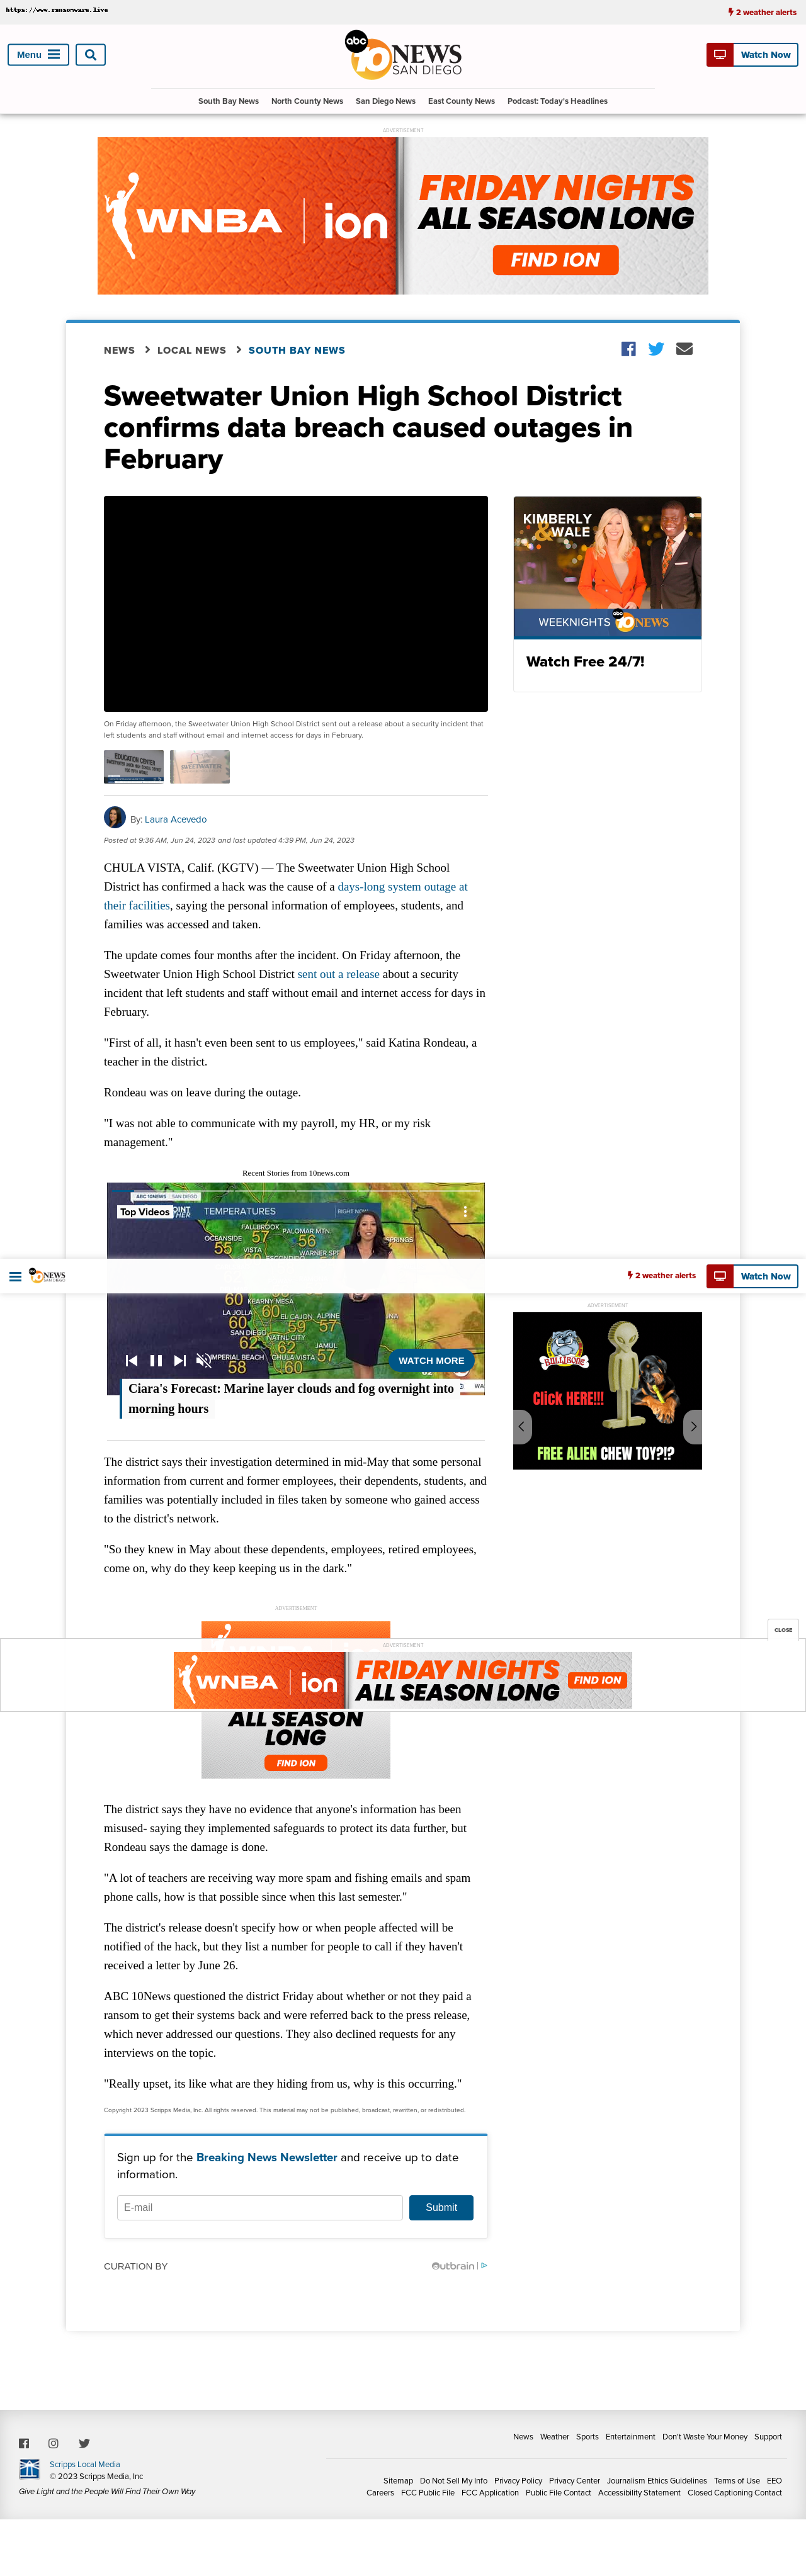 https://www.ransomware.live
2 weather alerts
Menu
abc 10 NEWS
SAN DIEGO
Watch Now
South Bay News North County News San Diego News East County News Podcast: Today's Headlines
ADVERTISEMENT
WNBA ion
FRIDAY NIGHTS
ALL SEASON LONG
FIND ION
NEWS LOCAL NEWS SOUTH BAY NEWS
Sweetwater Union High School District
confirms data breach caused outages in
February
KIMBERLY
& WALE
WEEKNIGHTS abc 10 NEWS
Watch Free 24/7!
On Friday afternoon, the Sweetwater Union High School District sent out a release about a security incident that
left students and staff without email and internet access for days in February.
EDUCATION CENTER
SWEETWATER
By: Laura Acevedo
Posted at 9:36 AM, Jun 24, 2023 and last updated 4:39 PM, Jun 24, 2023
CHULA VISTA, Calif. (KGTV) — The Sweetwater Union High School
District has confirmed a hack was the cause of a days-long system outage at
their facilities, saying the personal information of employees, students, and
families was accessed and taken.
The update comes four months after the incident. On Friday afternoon, the
Sweetwater Union High School District sent out a release about a security
incident that left students and staff without email and internet access for days in
February.
"First of all, it hasn't even been sent to us employees," said Katina Rondeau, a
teacher in the district.
Rondeau was on leave during the outage.
"I was not able to communicate with my payroll, my HR, or my risk
management."
Recent Stories from 10news.com
ABC 10NEWS SAN DIEGO
Top Videos
TEMPERATURES RIGHT NOW
FALLBROOK
57
PALOMAR MTN.
56
OCEANSIDE
55
VISTA
WARNER SPR
SPRINGS
ESCONDIDO
abc 10 NEWS SAN DIEGO
2 weather alerts
Watch Now
KEARNY MESA
60
LA JOLLA
60
EL CAJON
59
ALPINE
57
SAN DIEGO
60
NATNL CITY
62
JAMUL
IMPERIAL BEACH
58
CHULA VISTA
60
WATCH MORE
Ciara's Forecast: Marine layer clouds and fog overnight into
morning hours
ADVERTISEMENT
BULLIBONE
Click HERE!!!
FREE ALIEN CHEW TOY?!?
The district says their investigation determined in mid-May that some personal
information from current and former employees, their dependents, students, and
families was potentially included in files taken by someone who gained access
to the district's network.
"So they knew in May about these dependents, employees, retired employees,
come on, why do they keep keeping us in the dark."
ADVERTISEMENT
CLOSE
ADVERTISEMENT
WNBA ion
FRIDAY NIGHTS
ALL SEASON LONG
FIND ION
ALL SEASON
LONG
FIND ION
The district says they have no evidence that anyone's information has been
misused- saying they implemented safeguards to protect its data further, but
Rondeau says the damage is done.
"A lot of teachers are receiving way more spam and fishing emails and spam
phone calls, how is that possible since when this last semester."
The district's release doesn't specify how or when people affected will be
notified of the hack, but they list a number for people to call if they haven't
received a letter by June 26.
ABC 10News questioned the district Friday about whether or not they paid a
ransom to get their systems back and were referred back to the press release,
which never addressed our questions. They also declined requests for any
interviews on the topic.
"Really upset, its like what are they hiding from us, why is this occurring."
Copyright 2023 Scripps Media, Inc. All rights reserved. This material may not be published, broadcast, rewritten, or redistributed.
Sign up for the Breaking News Newsletter and receive up to date
information.
E-mail
Submit
CURATION BY
Outbrain
News Weather Sports Entertainment Don't Waste Your Money Support
Scripps Local Media
© 2023 Scripps Media, Inc
Give Light and the People Will Find Their Own Way
Sitemap Do Not Sell My Info Privacy Policy Privacy Center Journalism Ethics Guidelines Terms of Use EEO
Careers FCC Public File FCC Application Public File Contact Accessibility Statement Closed Captioning Contact